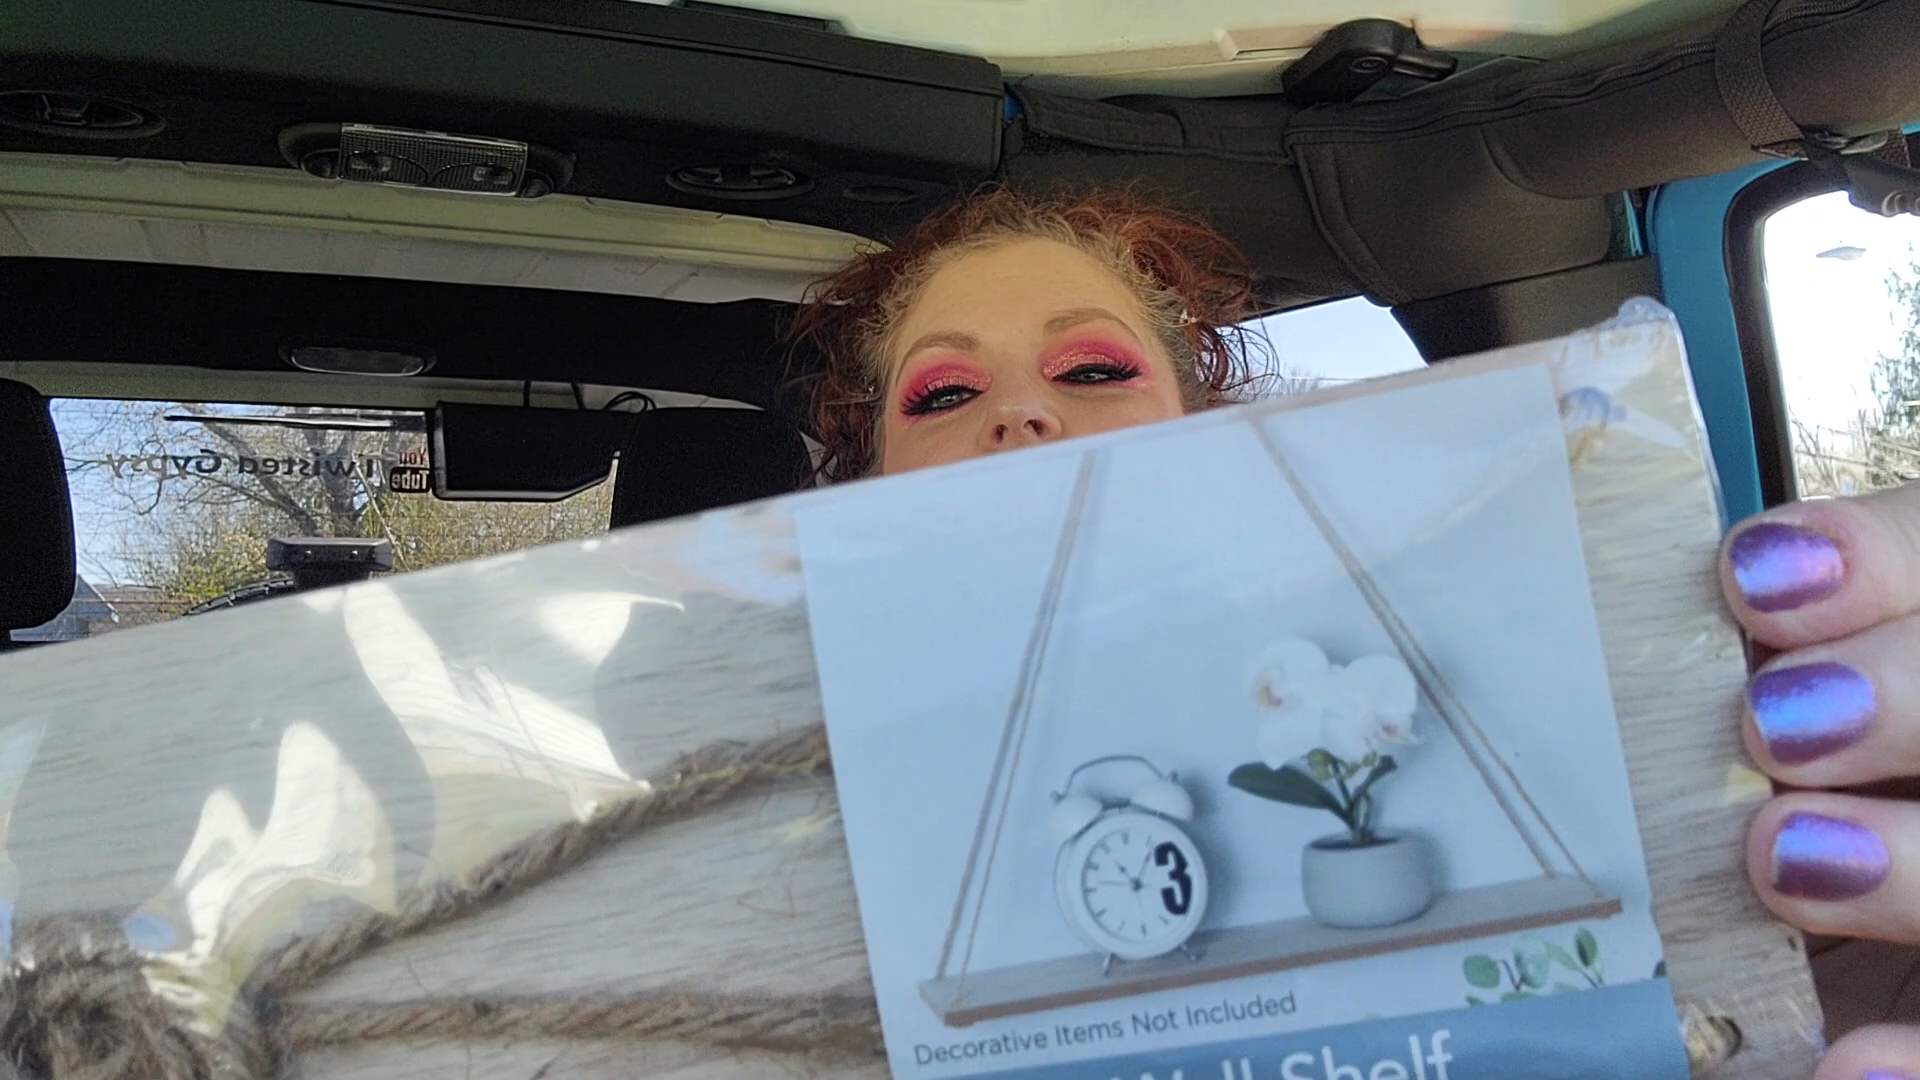 Twisted Gypsy
You
Tube
3
Decorative Items Not Included
Wall Shelf